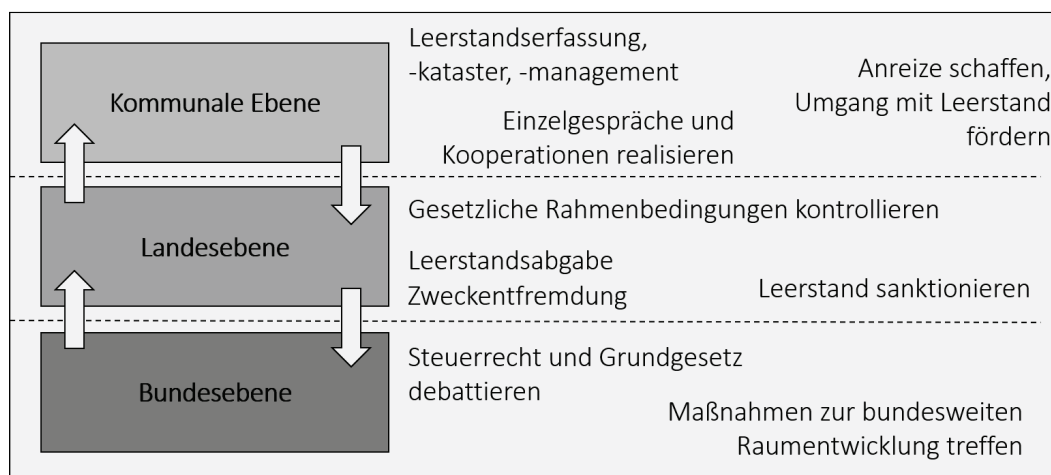 Kommunale Ebene
Leerstandserfassung,
-kataster, -management
Einzelgespräche und
Kooperationen realisieren
Anreize schaffen,
Umgang mit Leerstand
fördern
Landesebene
Gesetzliche Rahmenbedingungen kontrollieren
Leerstandsabgabe
Zweckentfremdung
Leerstand sanktionieren
Bundesebene
Steuerrecht und Grundgesetz
debattieren
Maßnahmen zur bundesweiten
Raumentwicklung treffen